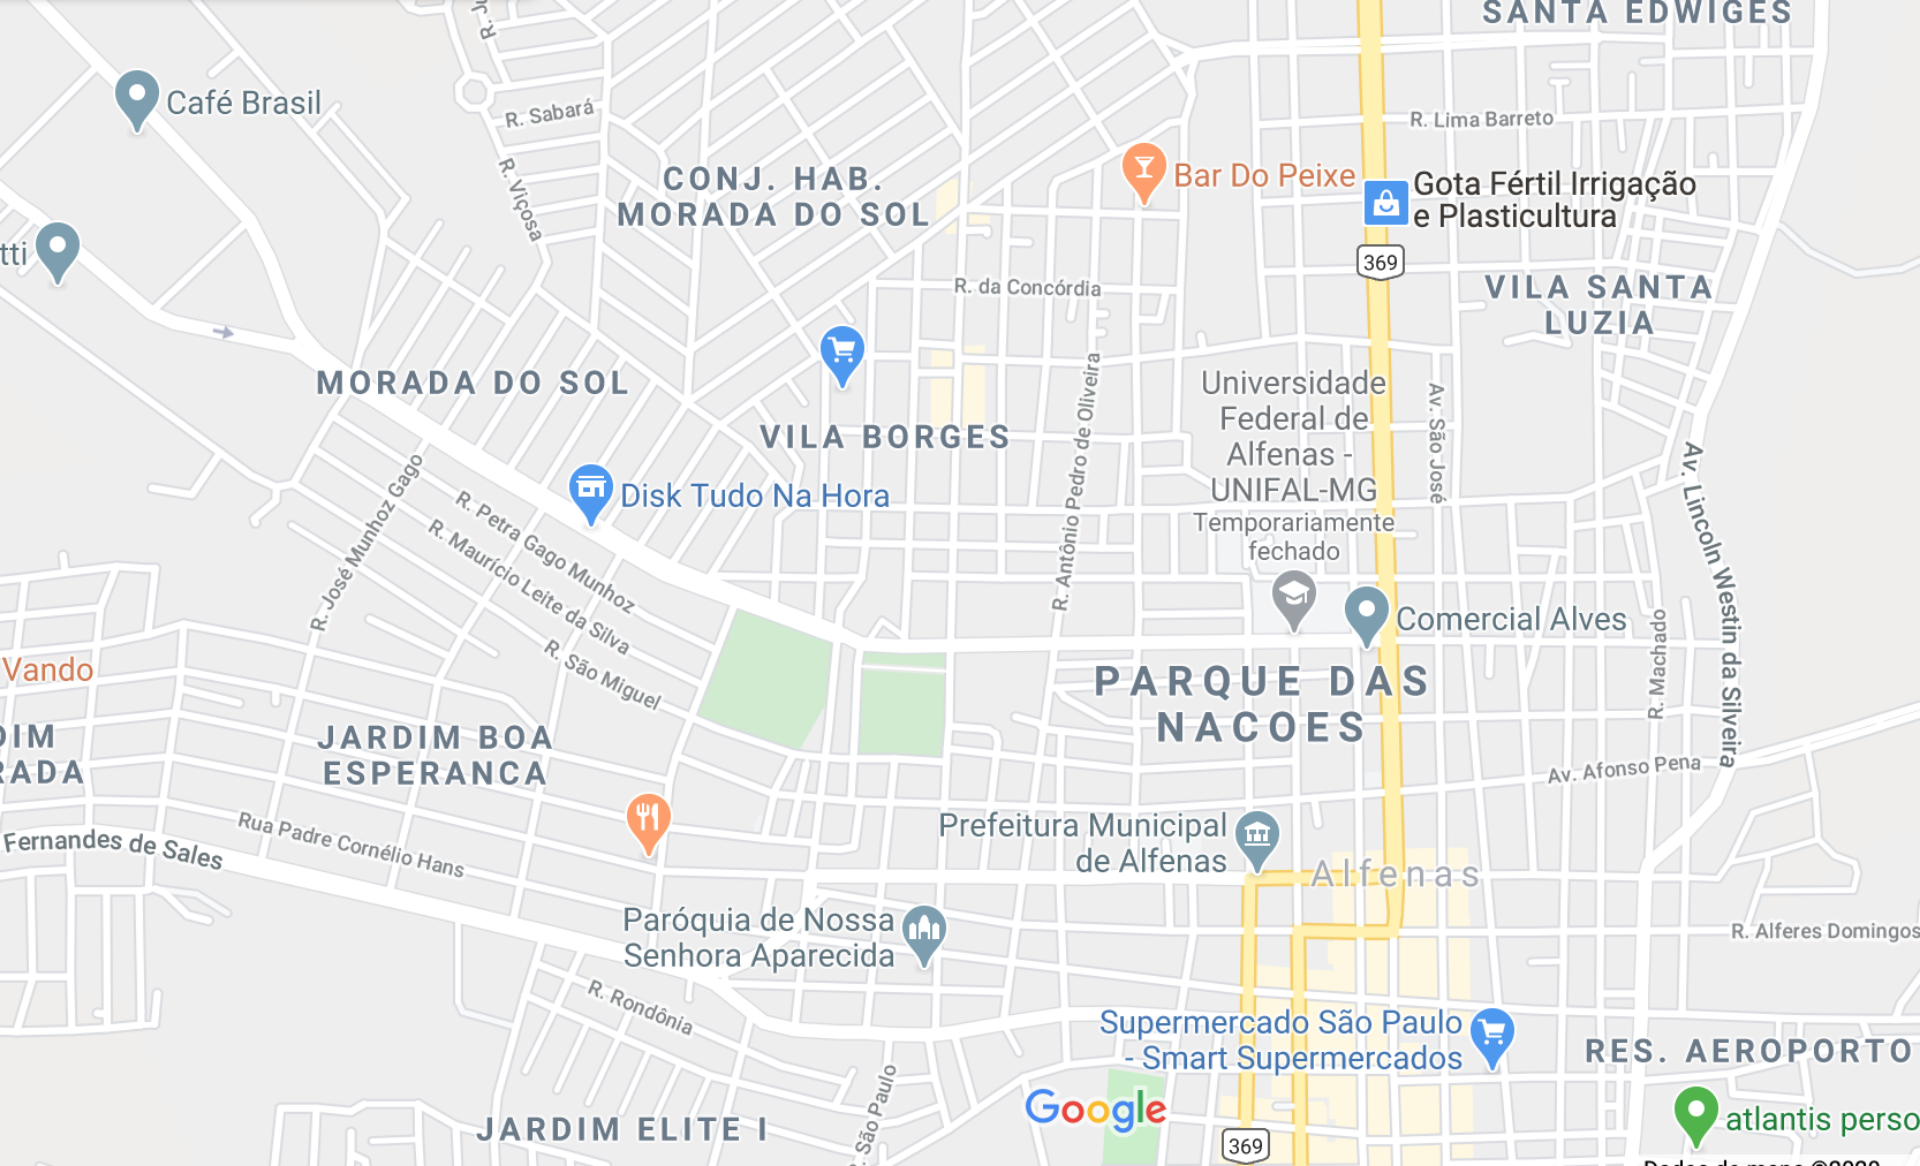 SANTA EDWIGES
Café Brasil
R. Sabará
R. Lima Barreto
R. Viçosa
CONJ. HAB.
MORADA DO SOL
Bar Do Peixe
Gota Fértil Irrigação
e Plasticultura
tti
369
R. da Concórdia
VILA SANTA
LUZIA
MORADA DO SOL
R. Antônio Pedro de Oliveira
Universidade
Federal de
Alfenas -
UNIFAL-MG
Temporariamente
fechado
Av. São José
VILA BORGES
Av. Lincoln Westin da Silveira
Disk Tudo Na Hora
R. José Munhoz Gago
R. Petra Gago Munhoz
R. Maurício Leite da Silva
R. São Miguel
Comercial Alves
R. Machado
Vando
PARQUE DAS
NACOES
DIM
RADA
JARDIM BOA
ESPERANCA
Av. Afonso Pena
Fernandes de Sales
Rua Padre Cornélio Hans
Prefeitura Municipal
de Alfenas
Alfenas
Paróquia de Nossa
Senhora Aparecida
R. Alferes Domingos
R. Rondônia
Supermercado São Paulo
- Smart Supermercados
RES. AEROPORTO
R. São Paulo
Google
atlantis perso
JARDIM ELITE I
369
Dados do mapa ©2020